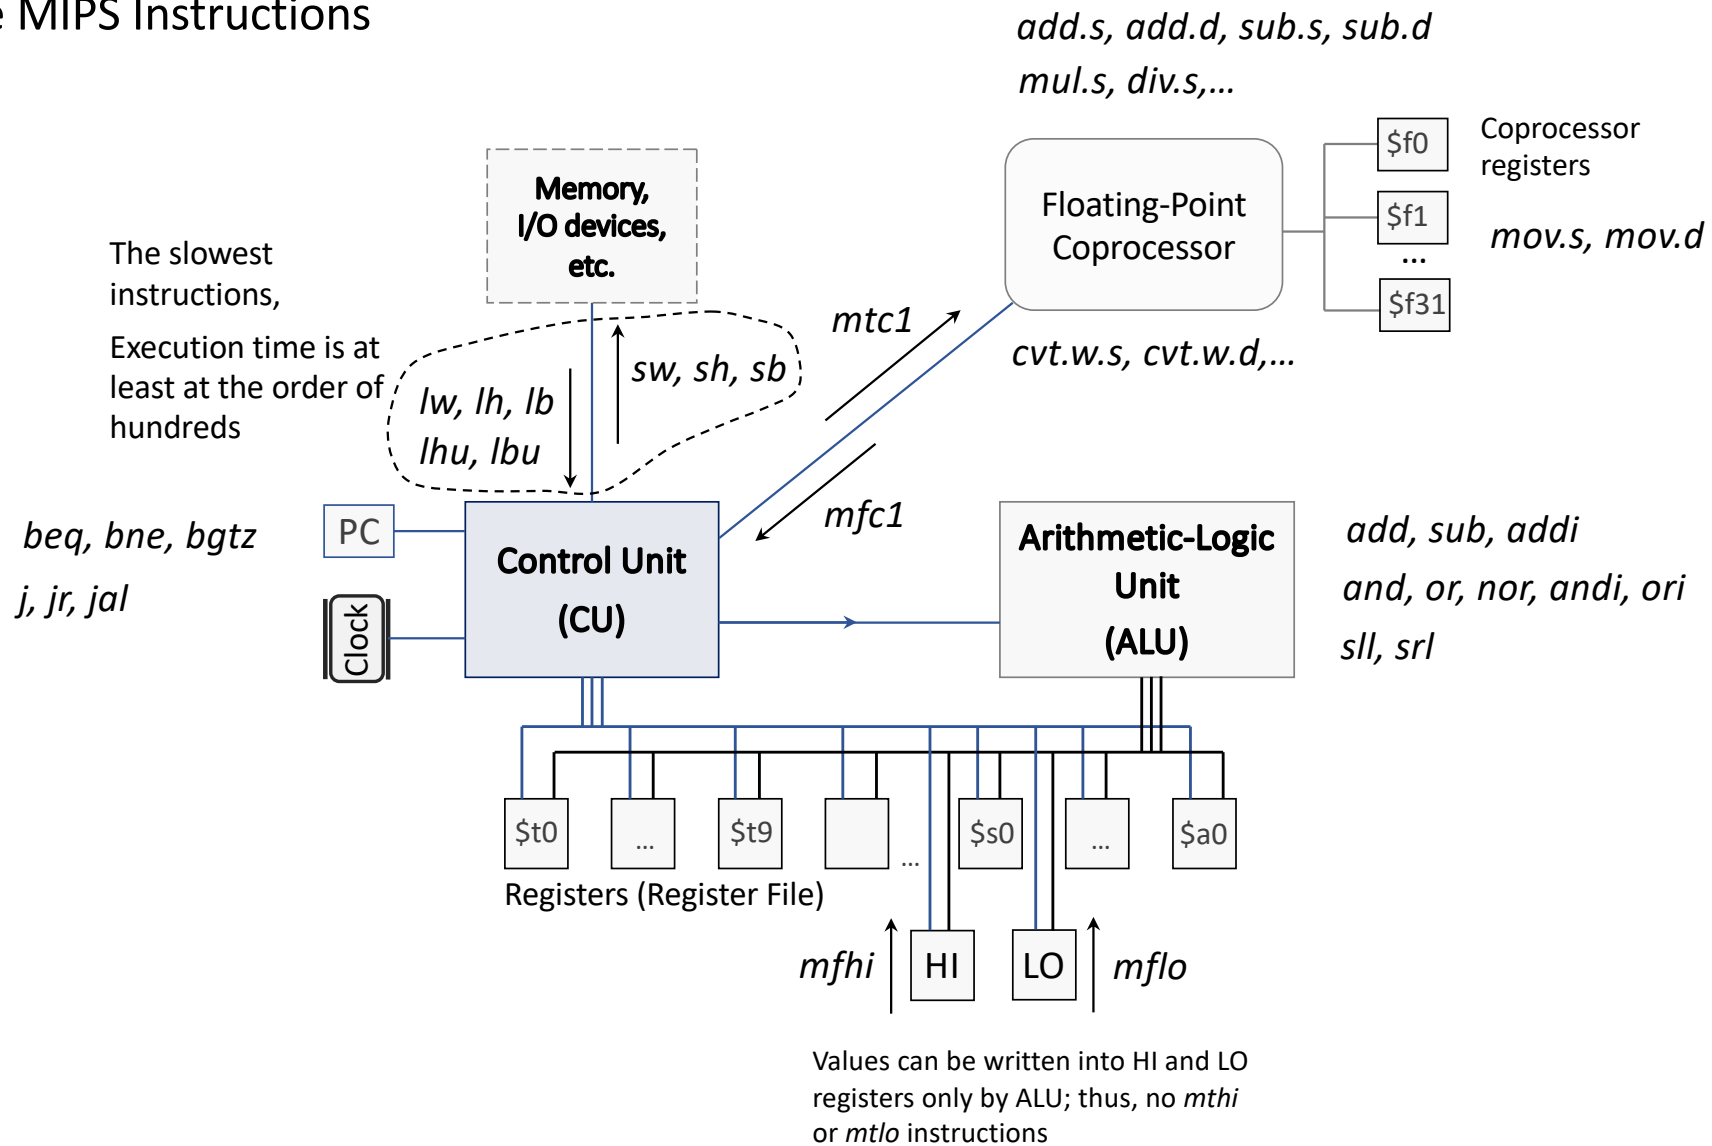 e MIPS Instructions
add.s, add.d, sub.s, sub.d
mul.s, div.s,...
Memory,
I/O devices,
etc.
Floating-Point
Coprocessor
$f0
$f1
...
$f31
Coprocessor
registers
mov.s, mov.d
The slowest
instructions,
Execution time is at
least at the order of
hundreds
lw, lh, lb
lhu, lbu
sw, sh, sb
mtc1
mfc1
cvt.w.s, cvt.w.d,...
beq, bne, bgtz
j, jr, jal
PC
Clock
Control Unit
(CU)
Arithmetic-Logic
Unit
(ALU)
add, sub, addi
and, or, nor, andi, ori
sll, srl
$t0
...
$t9
...
$s0
...
$a0
Registers (Register File)
mfhi
HI
LO
mflo
Values can be written into HI and LO
registers only by ALU; thus, no mthi
or mtlo instructions